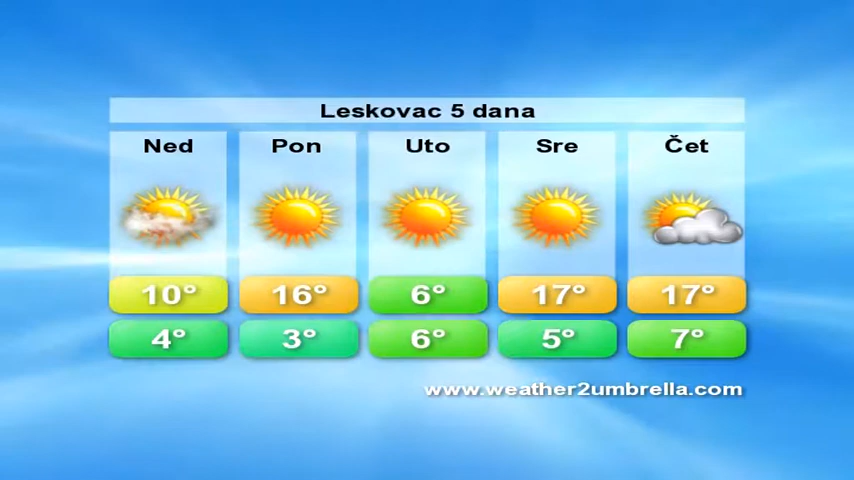 Leskovac 5 dana
Ned Pon Uto Sre Čet
10° 16° 6° 17° 17°
4° 3° 6° 5° 7°
www.weather2umbrella.com